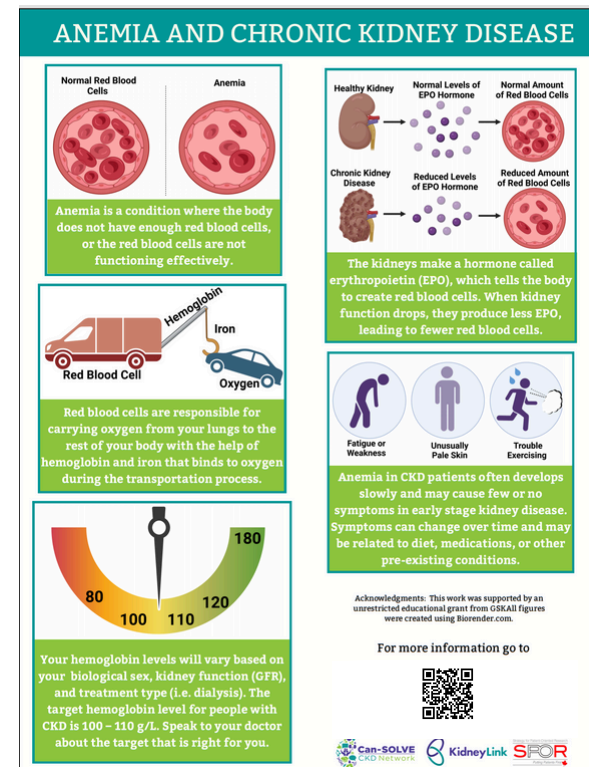 ANEMIA AND CHRONIC KIDNEY DISEASE
Normal Red Blood
Cells
Anemia
Anemia is a condition where the body
does not have enough red blood cells,
or the red blood cells are not
functioning effectively.
Hemoglobin
Iron
Red Blood Cell
Oxygen
Red blood cells are responsible for
carrying oxygen from your lungs to the
rest of your body with the help of
hemoglobin and iron that binds to oxygen
during the transportation process.
80
100
110
120
180
Your hemoglobin levels will vary based on
your biological sex, kidney function (GFR),
and treatment type (i.e. dialysis). The
target hemoglobin level for people with
CKD is 100 – 110 g/L. Speak to your doctor
about the target that is right for you.
Healthy Kidney
Normal Levels of
EPO Hormone
Normal Amount
of Red Blood Cells
Chronic Kidney
Disease
Reduced Levels
of EPO Hormone
Reduced Amount
of Red Blood Cells
The kidneys make a hormone called
erythropoietin (EPO), which tells the body
to create red blood cells. When kidney
function drops, they produce less EPO,
leading to fewer red blood cells.
Fatigue or
Weakness
Unusually
Pale Skin
Trouble
Exercising
Anemia in CKD patients often develops
slowly and may cause few or no
symptoms in early stage kidney disease.
Symptoms can change over time and may
be related to diet, medications, or other
pre-existing conditions.
Acknowledgments: This work was supported by an
unrestricted educational grant from GSKAll figures
were created using Biorender.com.
For more information go to
Can-SOLVE
CKD Network
KidneyLink
SPOR